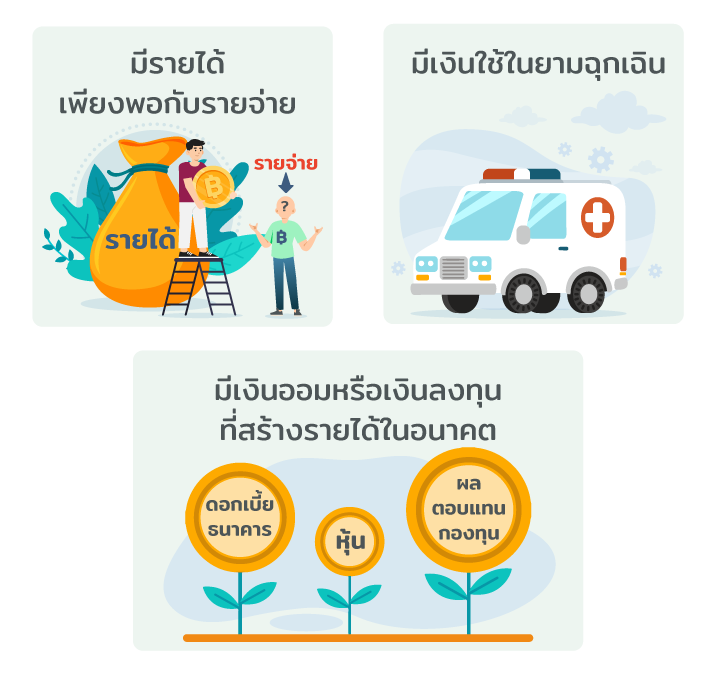 มีรายได้
เพียงพอกับรายจ่าย
รายจ่าย
?
รายได้
มีเงินใช้ในยามฉุกเฉิน
มีเงินออมหรือเงินลงทุน
ที่สร้างรายได้ในอนาคต
ดอกเบี้ย
ธนาคาร
หุ้น
ผล
ตอบแทน
กองทุน